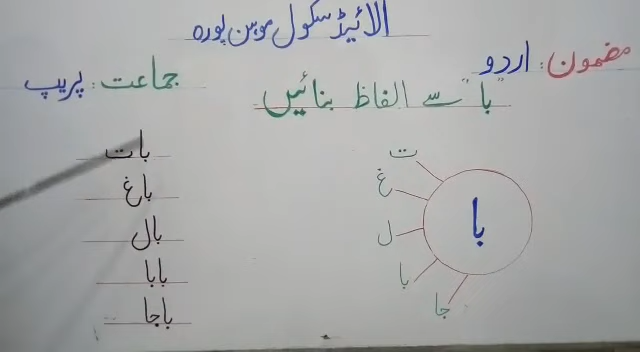 الائیڈ سکول موہن پورہ
مضمون: اردو
جماعت: پریپ
"با" سے الفاظ بنائیں
با
ت
غ
ل
با
جا
بات
باغ
بال
بابا
باجا